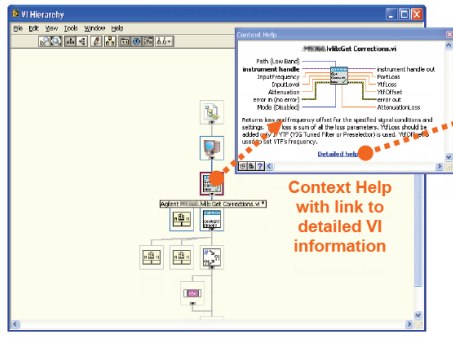 VI Hierarchy
File Edit View Tools Window Help
Context Help
.lvlib:Get Corrections.vi
Path (Low Band)
instrument handle
InputFrequency
InputLevel
Attenuation
error in (no error)
Mode (Disabled)
instrument handle out
PortLoss
YtfLoss
YtfOffset
error out
AttenuationLoss
Returns loss and frequency offset for the specified signal conditions and
settings. loss is sum of all the loss parameters. YtfLoss should be
added only if YTF (YIG Tuned Filter or Preselector) is used. YtfOffset is
used to set YTF's frequency.
Detailed help
Agilent .lvlib:Get Corrections.vi *
Context Help
with link to
detailed VI
information